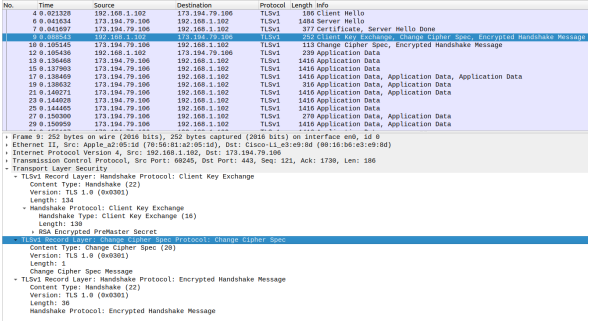 No. Time Source Destination Protocol Length Info
4 0.021328 192.168.1.102 173.194.79.106 TLSv1 186 Client Hello
6 0.041634 173.194.79.106 192.168.1.102 TLSv1 1484 Server Hello
7 0.041697 173.194.79.106 192.168.1.102 TLSv1 377 Certificate, Server Hello Done
9 0.088543 192.168.1.102 173.194.79.106 TLSv1 252 Client Key Exchange, Change Cipher Spec, Encrypted Handshake Message
10 0.105145 173.194.79.106 192.168.1.102 TLSv1 113 Change Cipher Spec, Encrypted Handshake Message
12 0.105436 192.168.1.102 173.194.79.106 TLSv1 239 Application Data
13 0.136468 173.194.79.106 192.168.1.102 TLSv1 1416 Application Data
15 0.137903 173.194.79.106 192.168.1.102 TLSv1 1416 Application Data
17 0.138469 173.194.79.106 192.168.1.102 TLSv1 1416 Application Data, Application Data, Application Data
19 0.138632 173.194.79.106 192.168.1.102 TLSv1 316 Application Data
21 0.140271 173.194.79.106 192.168.1.102 TLSv1 1416 Application Data, Application Data
23 0.144028 173.194.79.106 192.168.1.102 TLSv1 1416 Application Data
25 0.144465 173.194.79.106 192.168.1.102 TLSv1 1416 Application Data
27 0.150300 173.194.79.106 192.168.1.102 TLSv1 270 Application Data, Application Data
29 0.150959 173.194.79.106 192.168.1.102 TLSv1 1416 Application Data, Application Data
Frame 9: 252 bytes on wire (2016 bits), 252 bytes captured (2016 bits) on interface en0, id 0
Ethernet II, Src: Apple_a2:05:1d (70:56:81:a2:05:1d), Dst: Cisco-Li_e3:e9:8d (00:16:b6:e3:e9:8d)
Internet Protocol Version 4, Src: 192.168.1.102, Dst: 173.194.79.106
Transmission Control Protocol, Src Port: 60245, Dst Port: 443, Seq: 121, Ack: 1730, Len: 186
Transport Layer Security
TLSv1 Record Layer: Handshake Protocol: Client Key Exchange
Content Type: Handshake (22)
Version: TLS 1.0 (0x0301)
Length: 134
Handshake Protocol: Client Key Exchange
Handshake Type: Client Key Exchange (16)
Length: 130
RSA Encrypted PreMaster Secret
TLSv1 Record Layer: Change Cipher Spec Protocol: Change Cipher Spec
Content Type: Change Cipher Spec (20)
Version: TLS 1.0 (0x0301)
Length: 1
Change Cipher Spec Message
TLSv1 Record Layer: Handshake Protocol: Encrypted Handshake Message
Content Type: Handshake (22)
Version: TLS 1.0 (0x0301)
Length: 36
Handshake Protocol: Encrypted Handshake Message